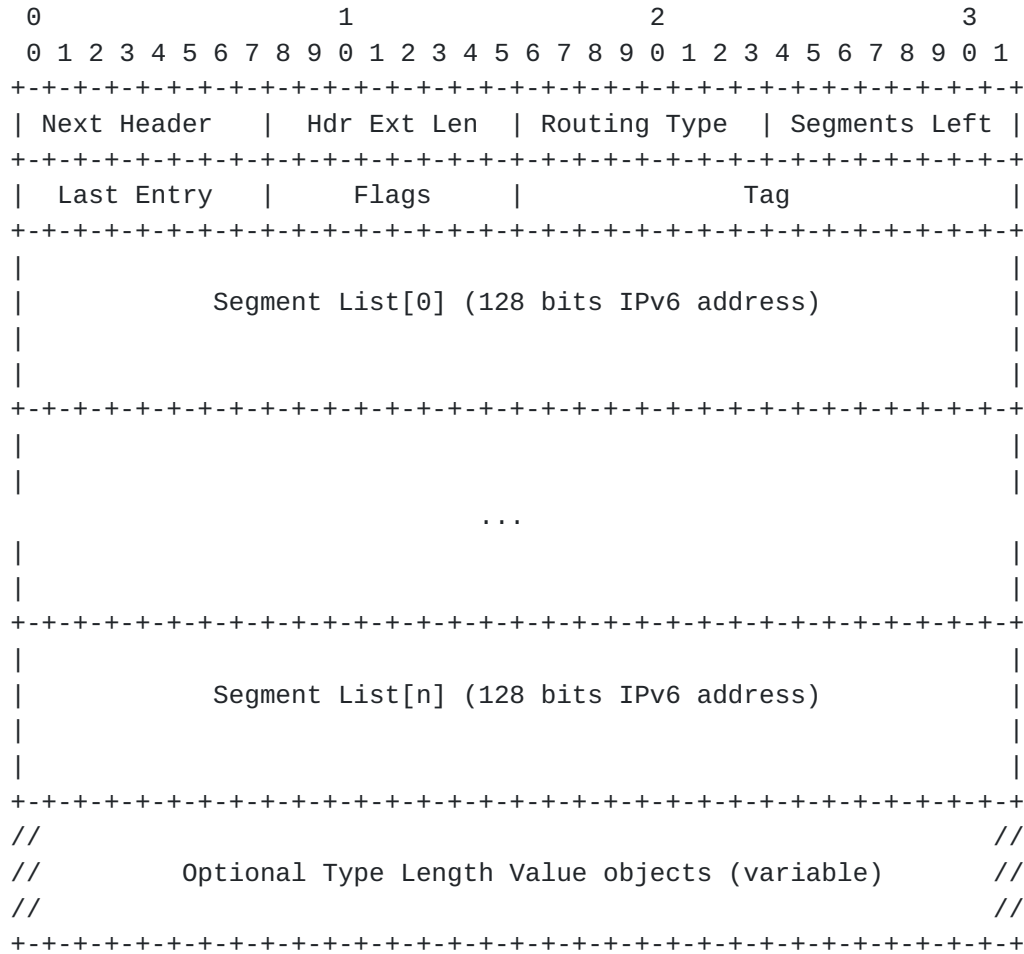 0                   1                   2                   3
 0 1 2 3 4 5 6 7 8 9 0 1 2 3 4 5 6 7 8 9 0 1 2 3 4 5 6 7 8 9 0 1
+-+-+-+-+-+-+-+-+-+-+-+-+-+-+-+-+-+-+-+-+-+-+-+-+-+-+-+-+-+-+-+-+
| Next Header   |  Hdr Ext Len  | Routing Type  | Segments Left |
+-+-+-+-+-+-+-+-+-+-+-+-+-+-+-+-+-+-+-+-+-+-+-+-+-+-+-+-+-+-+-+-+
|  Last Entry   |     Flags     |              Tag              |
+-+-+-+-+-+-+-+-+-+-+-+-+-+-+-+-+-+-+-+-+-+-+-+-+-+-+-+-+-+-+-+-+
|                                                               |
|            Segment List[0] (128 bits IPv6 address)            |
|                                                               |
|                                                               |
+-+-+-+-+-+-+-+-+-+-+-+-+-+-+-+-+-+-+-+-+-+-+-+-+-+-+-+-+-+-+-+-+
|                                                               |
|                                                               |
                              ...
|                                                               |
|                                                               |
+-+-+-+-+-+-+-+-+-+-+-+-+-+-+-+-+-+-+-+-+-+-+-+-+-+-+-+-+-+-+-+-+
|                                                               |
|            Segment List[n] (128 bits IPv6 address)            |
|                                                               |
|                                                               |
+-+-+-+-+-+-+-+-+-+-+-+-+-+-+-+-+-+-+-+-+-+-+-+-+-+-+-+-+-+-+-+-+
//                                                             //
//         Optional Type Length Value objects (variable)       //
//                                                             //
+-+-+-+-+-+-+-+-+-+-+-+-+-+-+-+-+-+-+-+-+-+-+-+-+-+-+-+-+-+-+-+-+